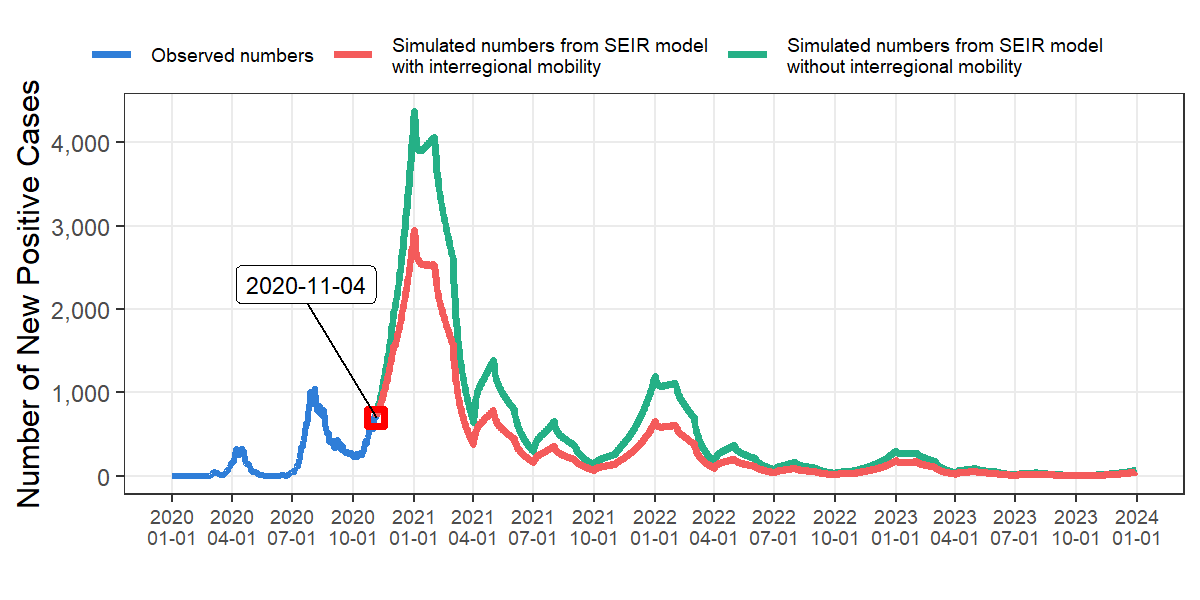 Observed numbers
Simulated numbers from SEIR model
with interregional mobility
Simulated numbers from SEIR model
without interregional mobility
Number of New Positive Cases
4,000
3,000
2,000
1,000
0
2020-11-04
2020 2020 2020 2020 2021 2021 2021 2021 2022 2022 2022 2022 2023 2023 2023 2023 2024
01-01 04-01 07-01 10-01 01-01 04-01 07-01 10-01 01-01 04-01 07-01 10-01 01-01 04-01 07-01 10-01 01-01